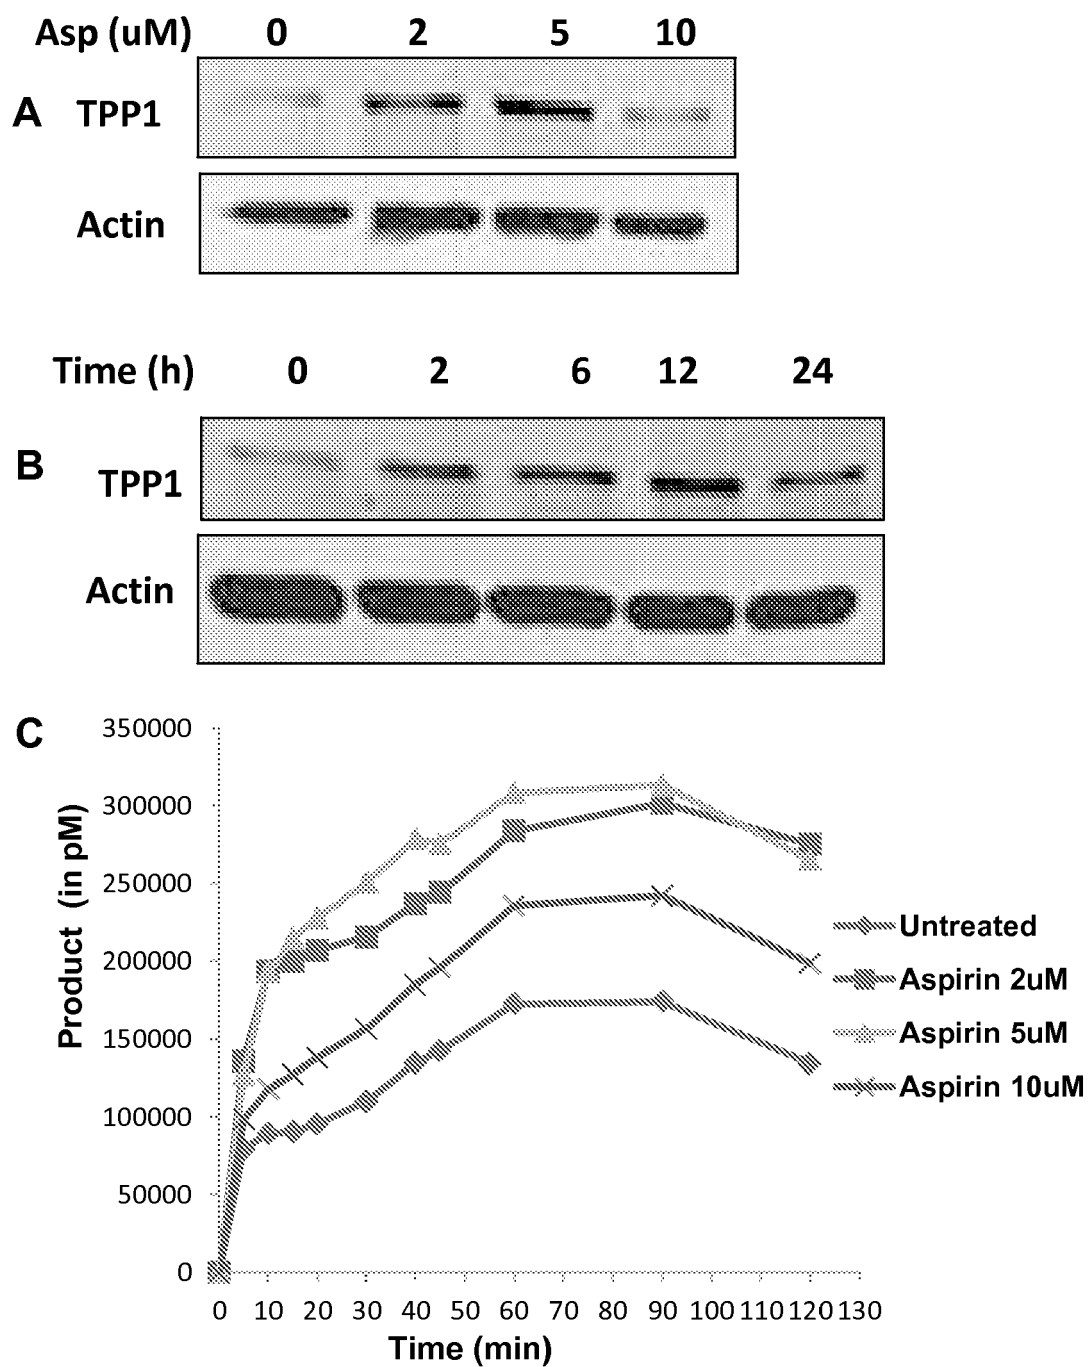 Asp (uM) 0 2 5 10
A TPP1
Actin
Time (h) 0 2 6 12 24
B TPP1
Actin
C
350000
300000
250000
200000
150000
100000
50000
0
Product (in pM)
0 10 20 30 40 50 60 70 80 90 100 110 120 130
Time (min)
Untreated
Aspirin 2uM
Aspirin 5uM
Aspirin 10uM